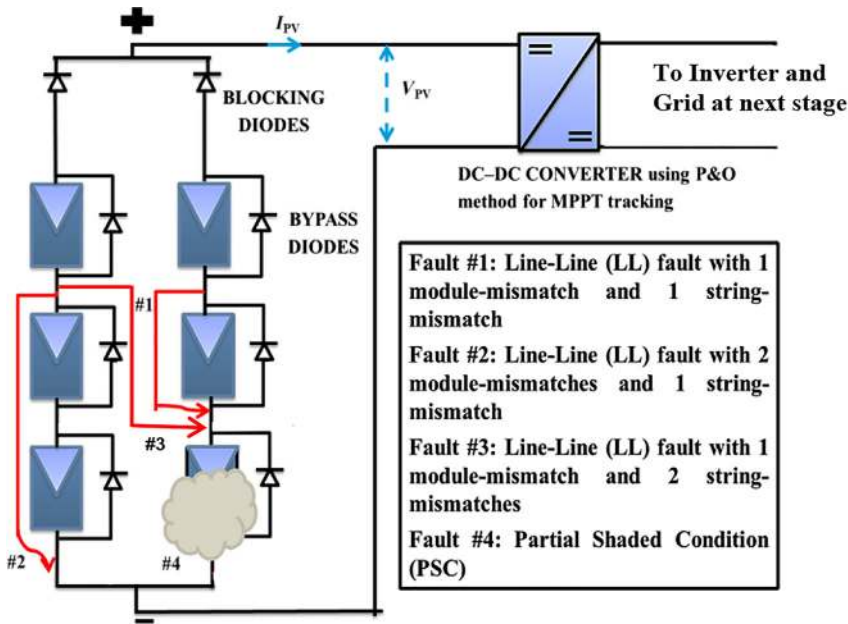 +
I_PV
BLOCKING
DIODES
V_PV
To Inverter and
Grid at next stage
DC–DC CONVERTER using P&O
method for MPPT tracking
BYPASS
DIODES
#1
#3
#2
#4
Fault #1: Line-Line (LL) fault with 1
module-mismatch and 1 string-
mismatch
Fault #2: Line-Line (LL) fault with 2
module-mismatches and 1 string-
mismatch
Fault #3: Line-Line (LL) fault with 1
module-mismatch and 2 string-
mismatches
Fault #4: Partial Shaded Condition
(PSC)
-